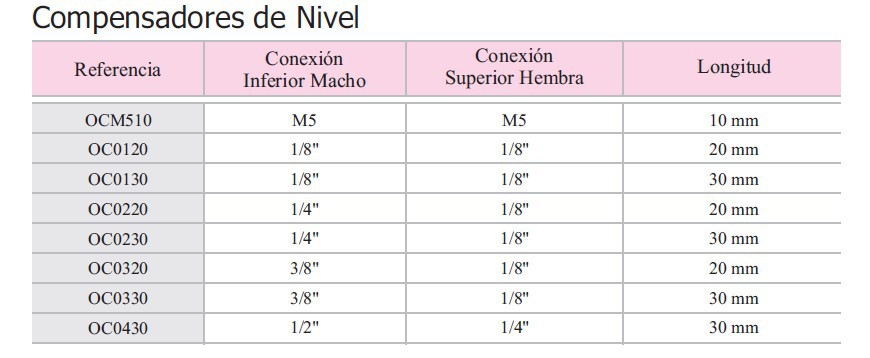 Compensadores de Nivel
Referencia Conexión Inferior Macho Conexión Superior Hembra Longitud
OCM510 M5 M5 10 mm
OC0120 1/8" 1/8" 20 mm
OC0130 1/8" 1/8" 30 mm
OC0220 1/4" 1/8" 20 mm
OC0230 1/4" 1/8" 30 mm
OC0320 3/8" 1/8" 20 mm
OC0330 3/8" 1/8" 30 mm
OC0430 1/2" 1/4" 30 mm